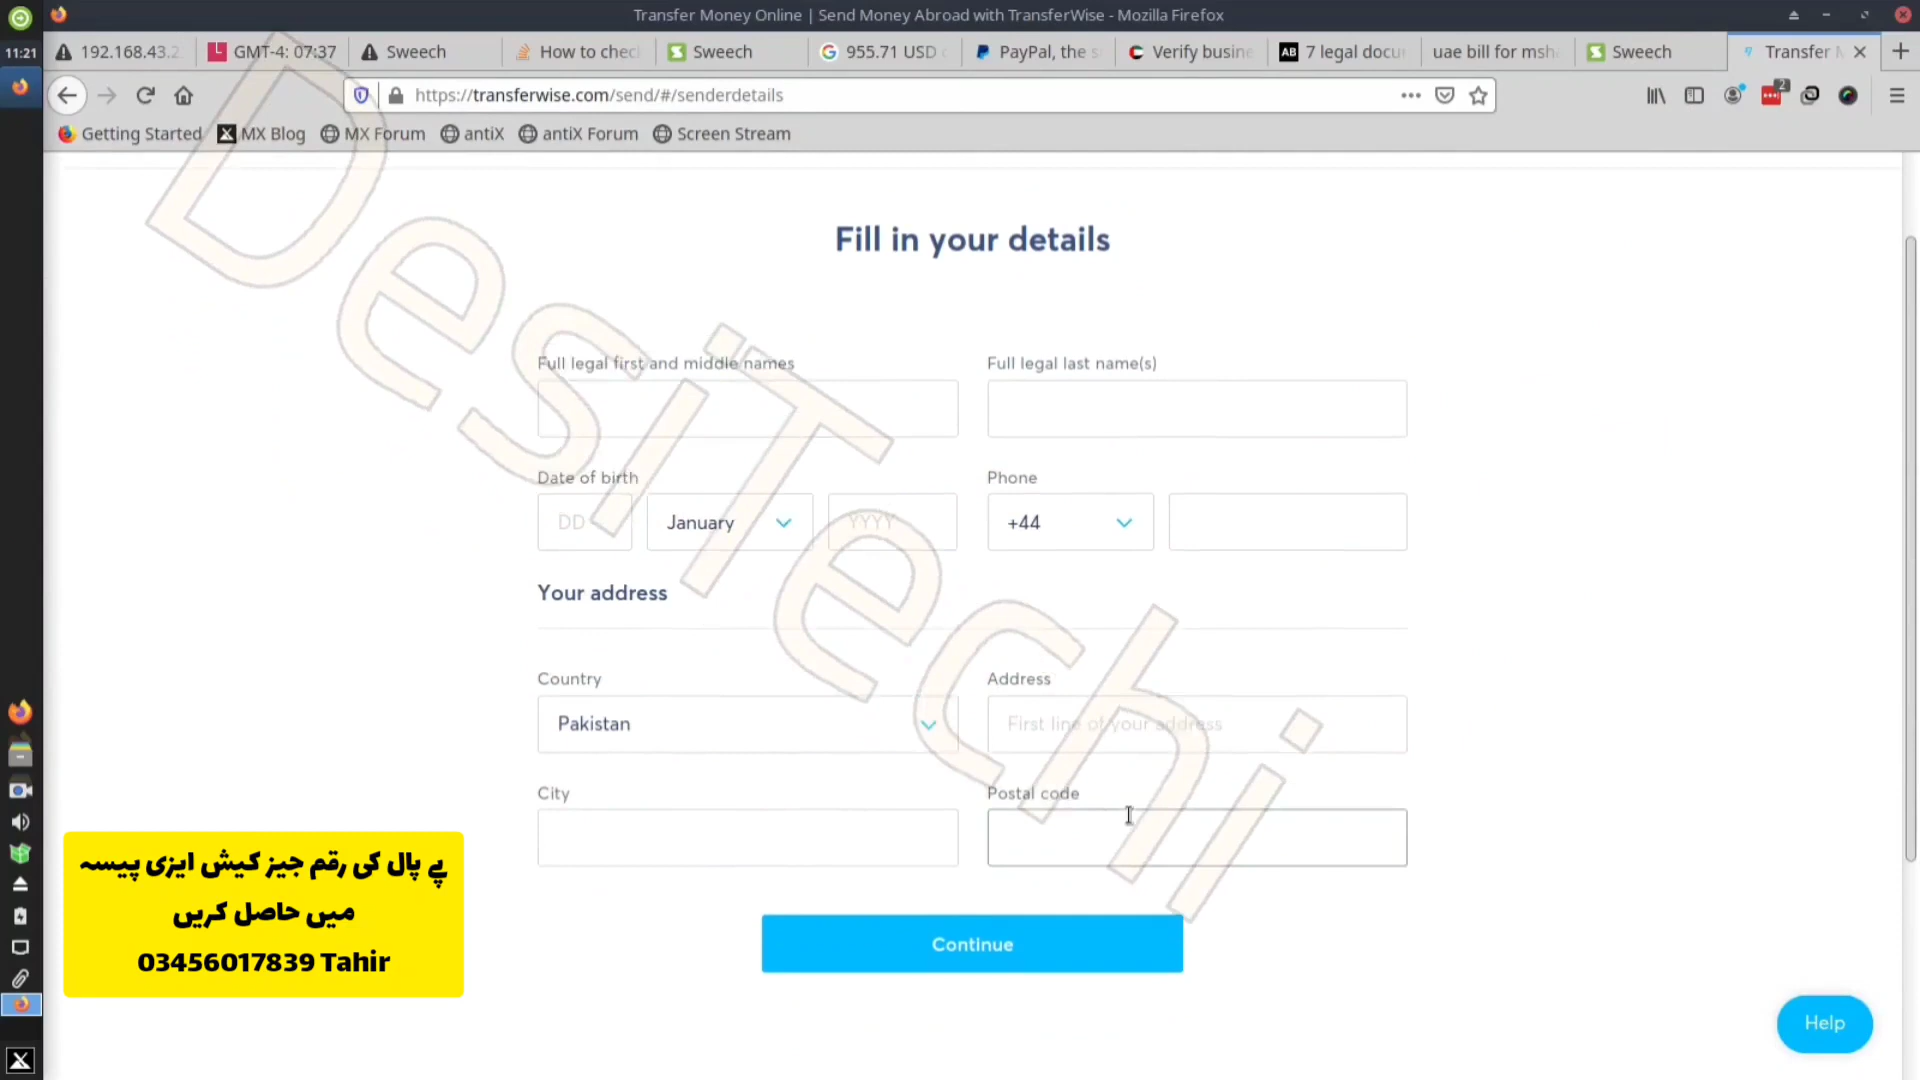 Transfer Money Online | Send Money Abroad with TransferWise - Mozilla Firefox
11:21
192.168.43.2
GMT-4: 07:37
Sweech
How to chec
Sweech
955.71 USD
PayPal, the s
Verify busine
AB 7 legal docu
uae bill for msh
Sweech
Transfer M
https://transferwise.com/send/#/senderdetails
2
Getting Started
MX Blog
MX Forum
antiX
antiX Forum
Screen Stream
DesiTechi
Fill in your details
Full legal first and middle names
Full legal last name(s)
Date of birth
Phone
DD
January
YYYY
+44
Your address
Country
Address
Pakistan
First line of your address
City
Postal code
پے پال کی رقم جیز کیش ایزی پیسہ
میں حاصل کریں
03456017839 Tahir
Continue
Help